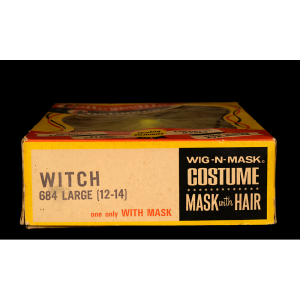 WITCH
684 LARGE (12-14)
one only WITH MASK
WIG-N-MASK©
COSTUME
MASK with HAIR